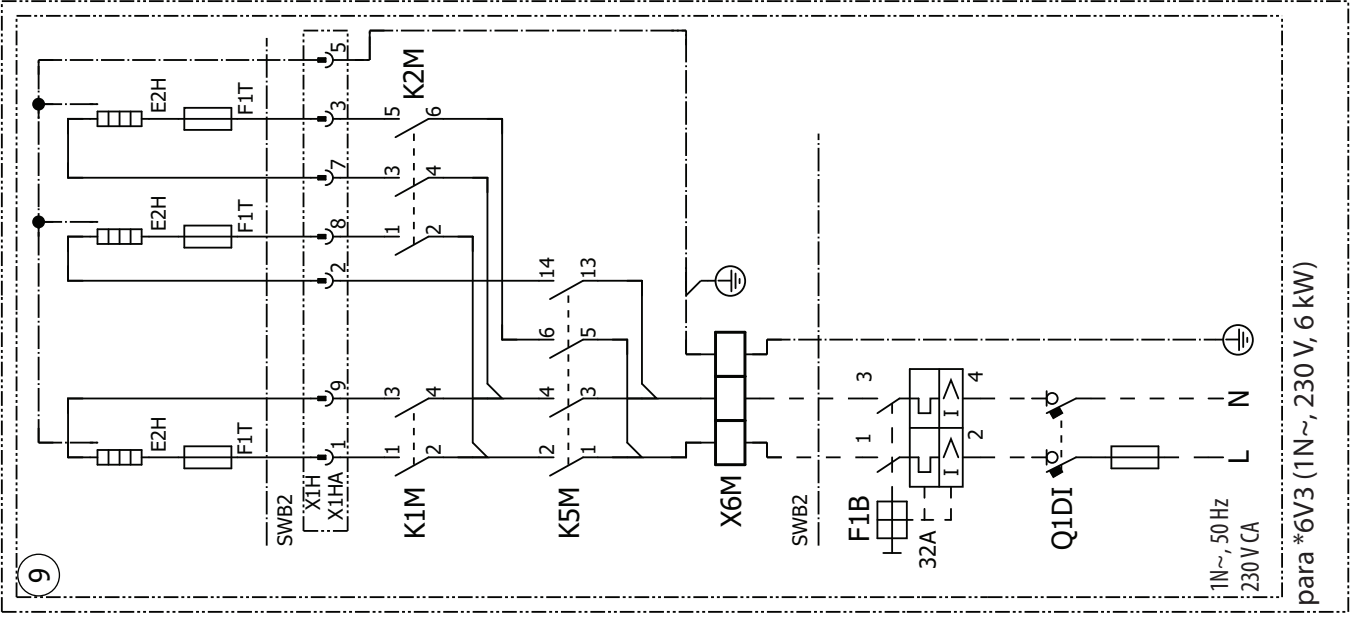 9
E2H
F1T
E2H
F1T
E2H
F1T
SWB2
X1H
X1HA
1
9
2
8
7
3
5
K1M
1
3
2
4
K2M
1
3
5
2
4
6
K5M
2
4
6
14
1
3
5
13
X6M
SWB2
F1B
32A
1
3
I >
I >
2
4
Q1DI
1N~, 50 Hz
230 V CA
L
N
para *6V3 (1N~, 230 V, 6 kW)